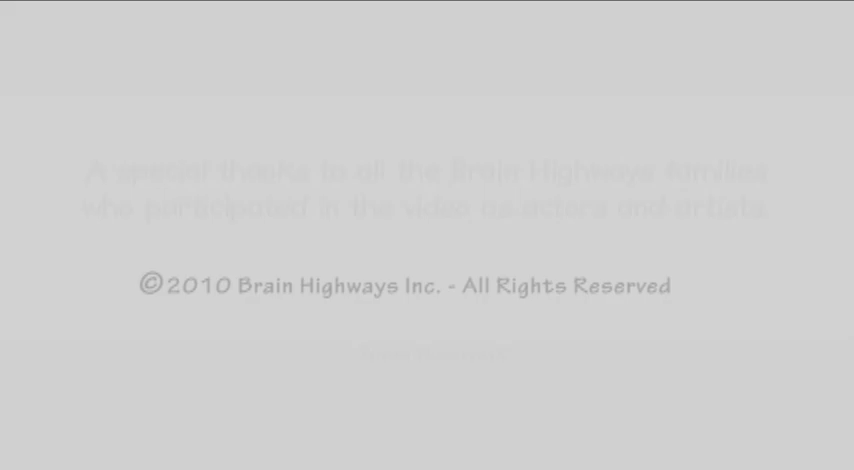 A special thanks to all the Brain Highways families
who participated in the video as actors and artists
©2010 Brain Highways Inc. - All Rights Reserved